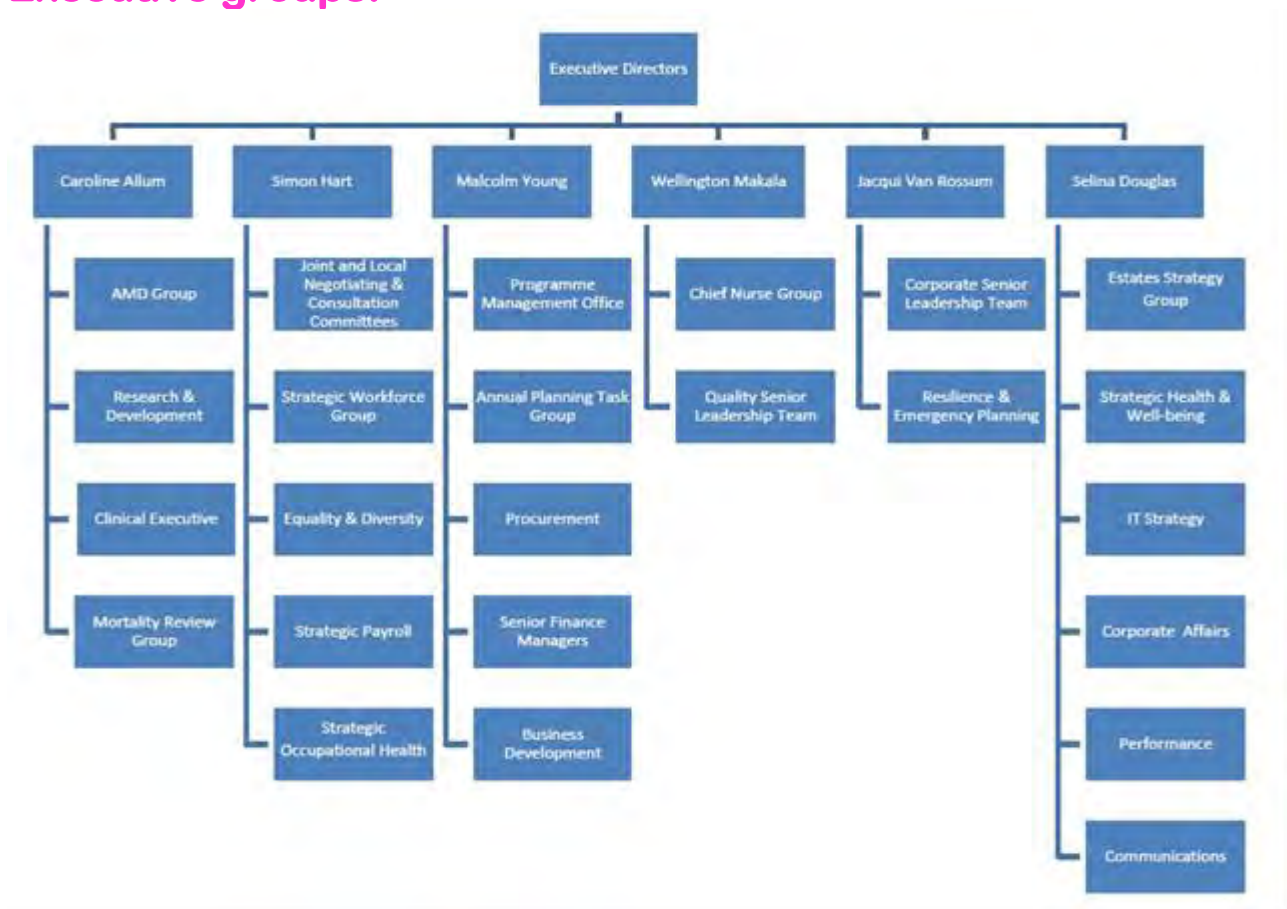 Executive groups:
Executive Directors
Caroline Allum
Simon Hart
Malcolm Young
Wellington Makala
Jacqui Van Rossum
Selina Douglas
AMD Group
Research &
Development
Clinical Executive
Mortality Review
Group
Joint and Local
Negotiating &
Consultation
Committees
Strategic Workforce
Group
Equality & Diversity
Strategic Payroll
Strategic
Occupational Health
Programme
Management Office
Annual Planning Task
Group
Procurement
Senior Finance
Managers
Business
Development
Chief Nurse Group
Quality Senior
Leadership Team
Corporate Senior
Leadership Team
Resilience &
Emergency Planning
Estates Strategy
Group
Strategic Health &
Well-being
IT Strategy
Corporate Affairs
Performance
Communications